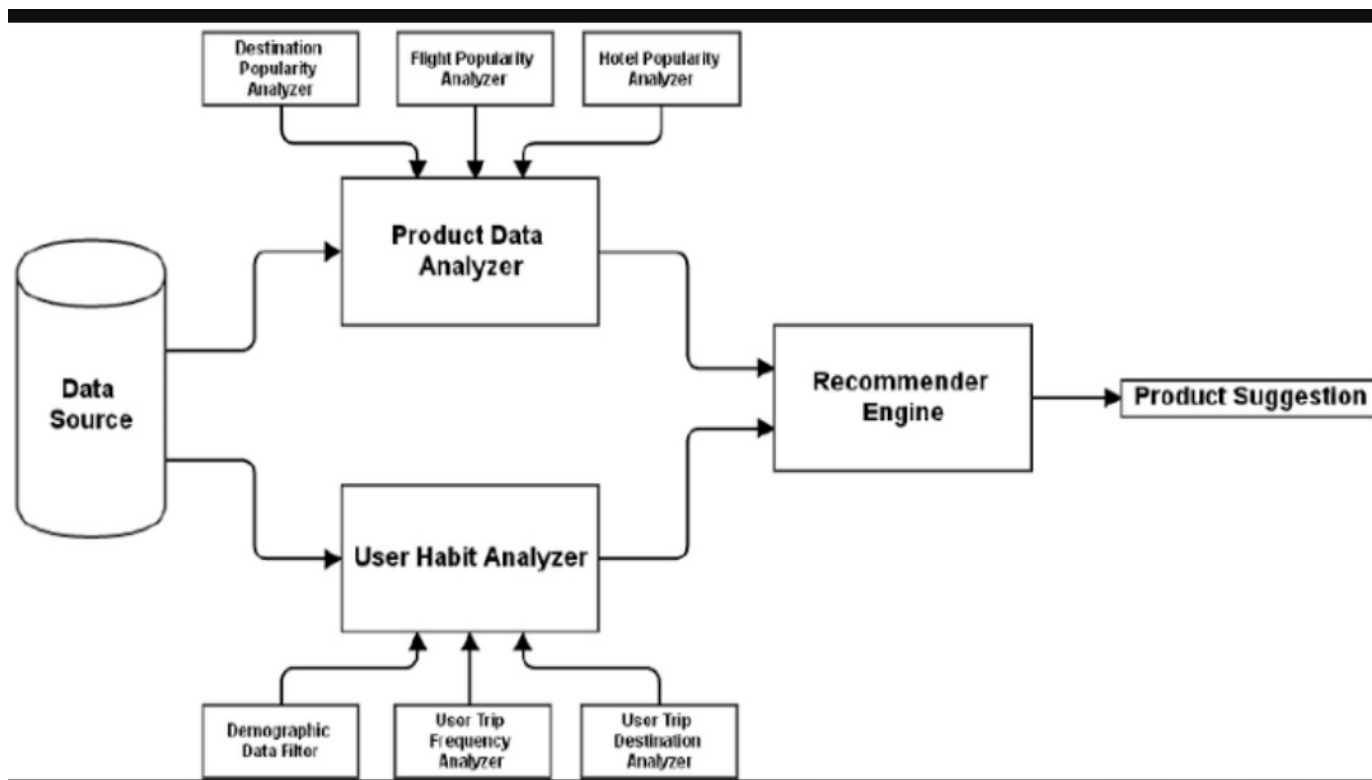 Destination
Popularity
Analyzer
Flight Popularity
Analyzer
Hotel Popularity
Analyzer
Product Data
Analyzer
Data
Source
Recommender
Engine
Product Suggestion
User Habit Analyzer
Demographic
Data Filter
User Trip
Frequency
Analyzer
User Trip
Destination
Analyzer